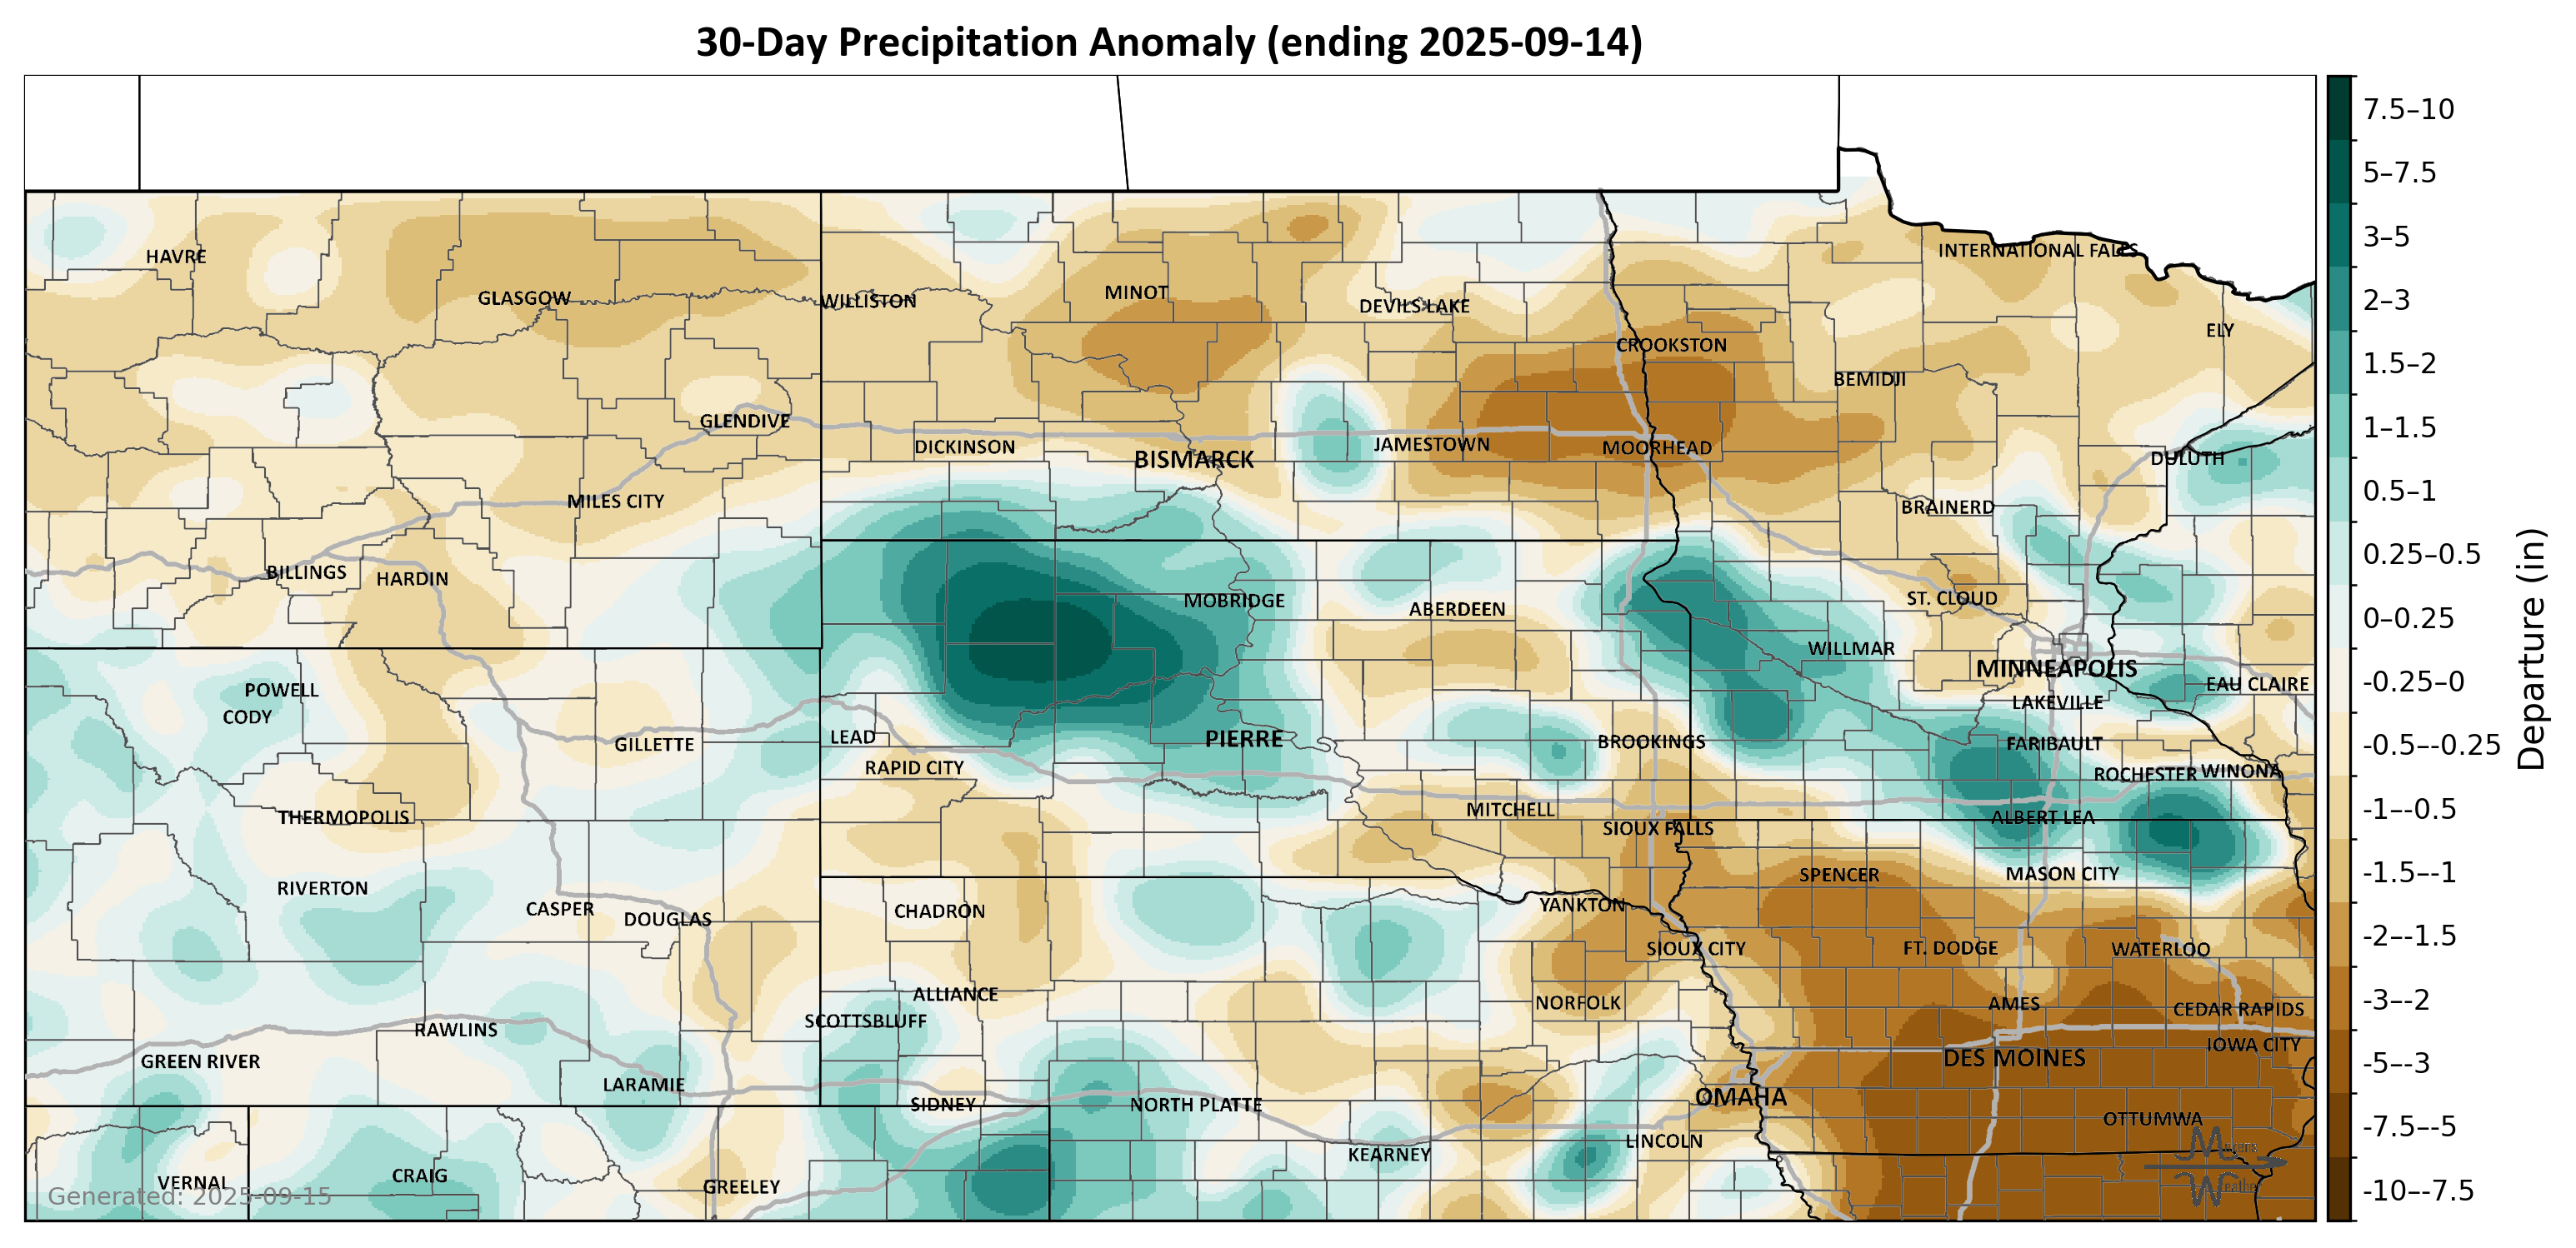 30-Day Precipitation Anomaly (ending 2025-09-14)
7.5–10
5–7.5
3–5
2–3
1.5–2
1–1.5
0.5–1
0.25–0.5
0–0.25
-0.25–0
-0.5–-0.25
-1–-0.5
-1.5–-1
-2–-1.5
-3–-2
-5–-3
-7.5–-5
-10–-7.5
Departure (in)
HAVRE
INTERNATIONAL FALLS
GLASGOW
WILLISTON
MINOT
DEVILS LAKE
ELY
CROOKSTON
BEMIDJI
GLENDIVE
DICKINSON
BISMARCK
JAMESTOWN
MOORHEAD
DULUTH
MILES CITY
BRAINERD
BILLINGS
HARDIN
MOBRIDGE
ABERDEEN
ST. CLOUD
WILLMAR
MINNEAPOLIS
POWELL
EAU CLAIRE
CODY
LAKEVILLE
GILLETTE
LEAD
PIERRE
BROOKINGS
FARIBAULT
RAPID CITY
ROCHESTER
WINONA
THERMOPOLIS
MITCHELL
ALBERT LEA
SIOUX FALLS
RIVERTON
SPENCER
MASON CITY
CASPER
DOUGLAS
CHADRON
YANKTON
SIOUX CITY
FT. DODGE
WATERLOO
ALLIANCE
NORFOLK
AMES
CEDAR RAPIDS
SCOTTSBLUFF
RAWLINS
IOWA CITY
GREEN RIVER
DES MOINES
LARAMIE
OMAHA
SIDNEY
NORTH PLATTE
OTTUMWA
LINCOLN
KEARNEY
VERNAL
CRAIG
GREELEY
Generated: 2025-09-15